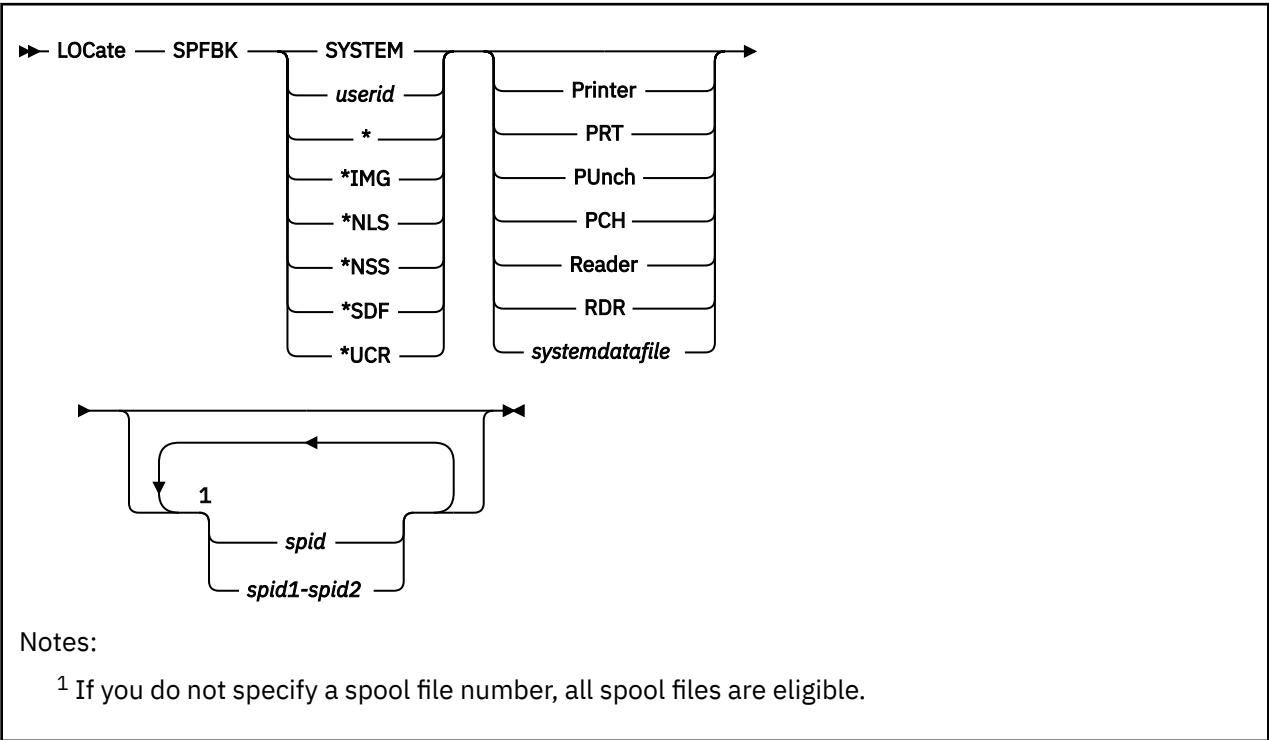 LOCate SPFBK SYSTEM
userid Printer
* PRT
*IMG PUnch
*NLS PCH
*NSS Reader
*SDF RDR
*UCR systemdatafile
1
spid
spid1-spid2
Notes:
1 If you do not specify a spool file number, all spool files are eligible.